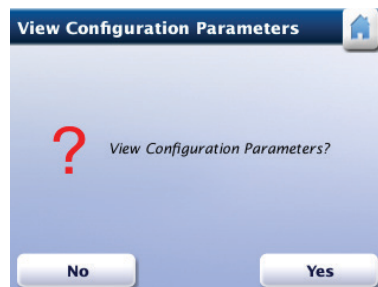 View Configuration Parameters
?
View Configuration Parameters?
No
Yes